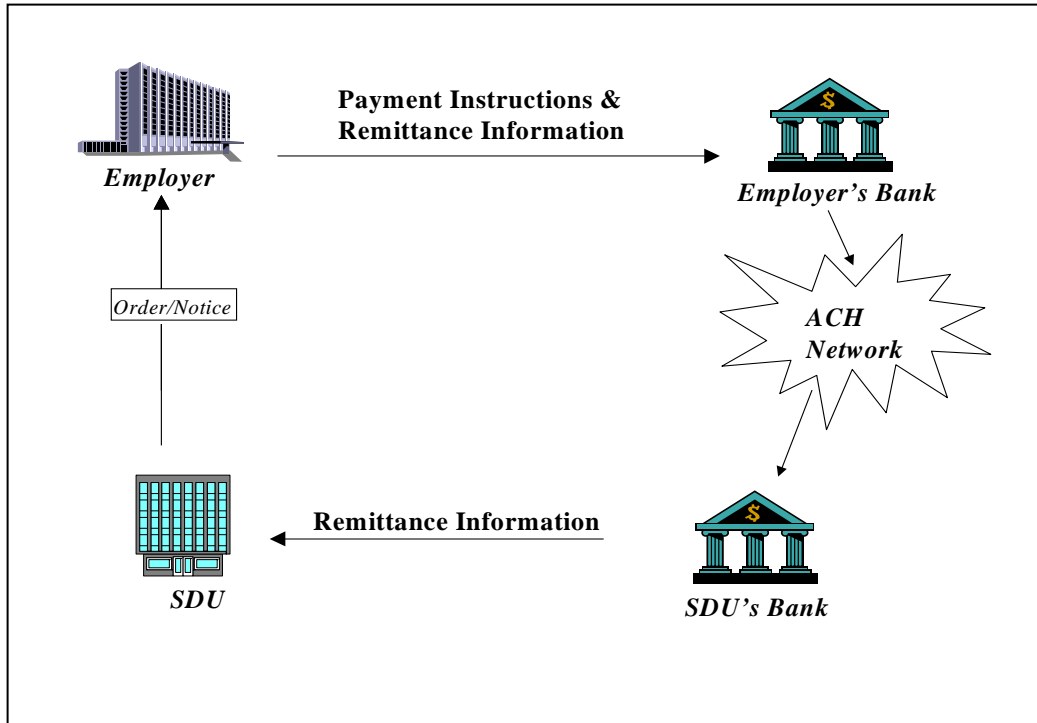 Payment Instructions &
Remittance Information
$
Employer
Employer's Bank
Order/Notice
ACH
Network
$
Remittance Information
SDU
SDU's Bank